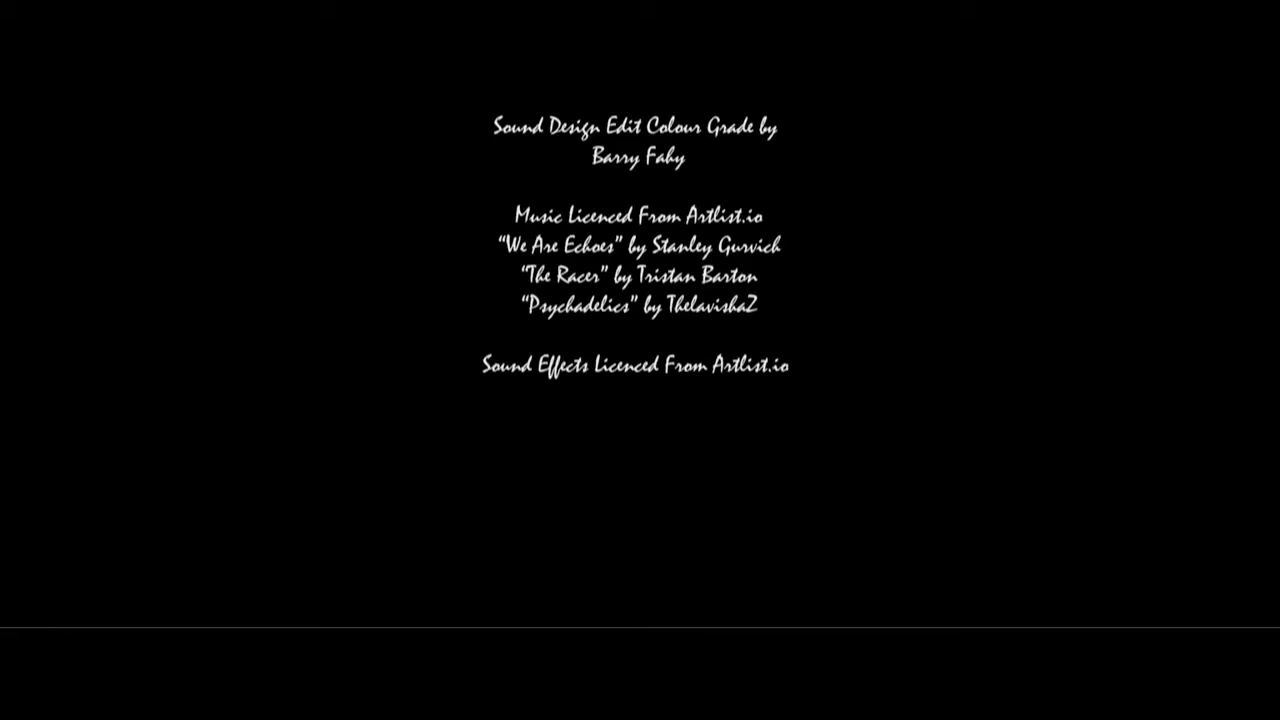 Sound Design Edit Colour Grade by
Barry Fahy
Music Licenced From Artlist.io
“We Are Echoes” by Stanley Gurvich
“The Racer” by Tristan Barton
“Psychadelics” by ThelavishaZ
Sound Effects Licenced From Artlist.io